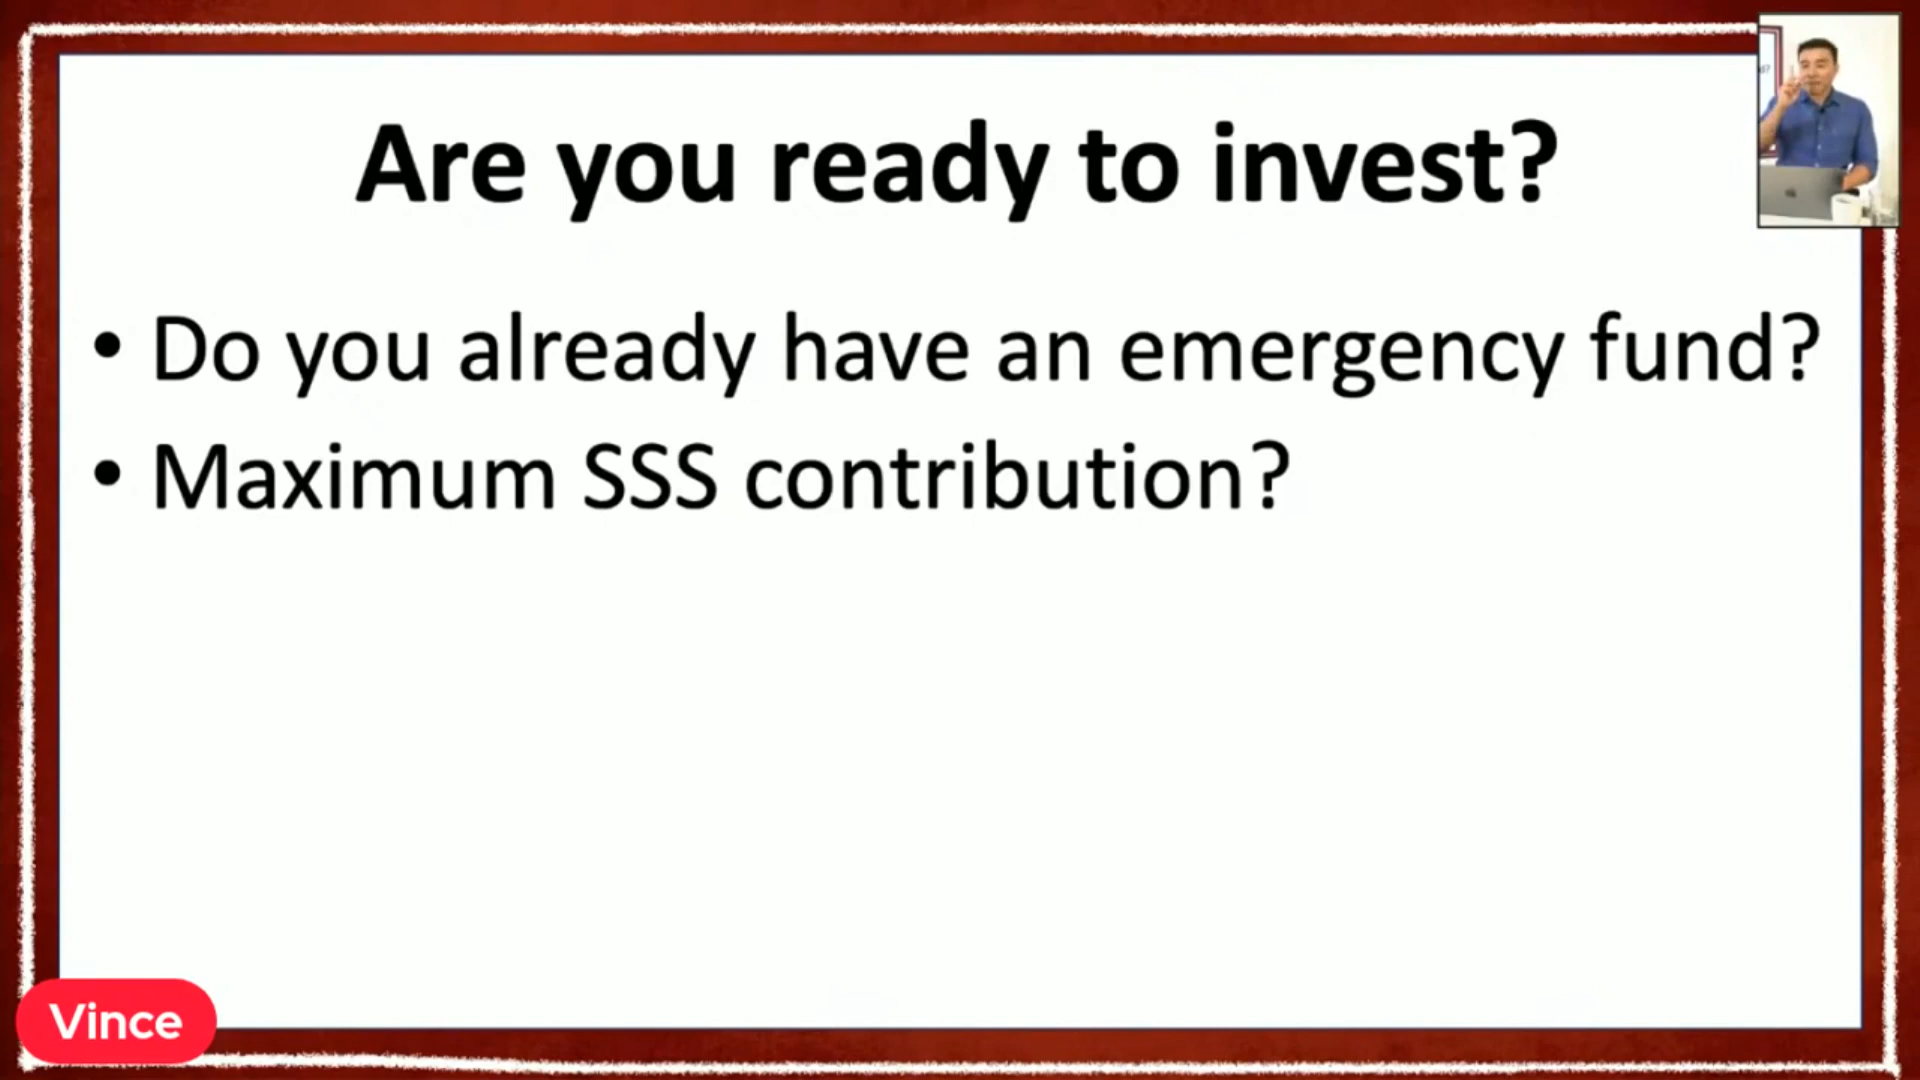 Are you ready to invest?
• Do you already have an emergency fund?
• Maximum SSS contribution?
Vince